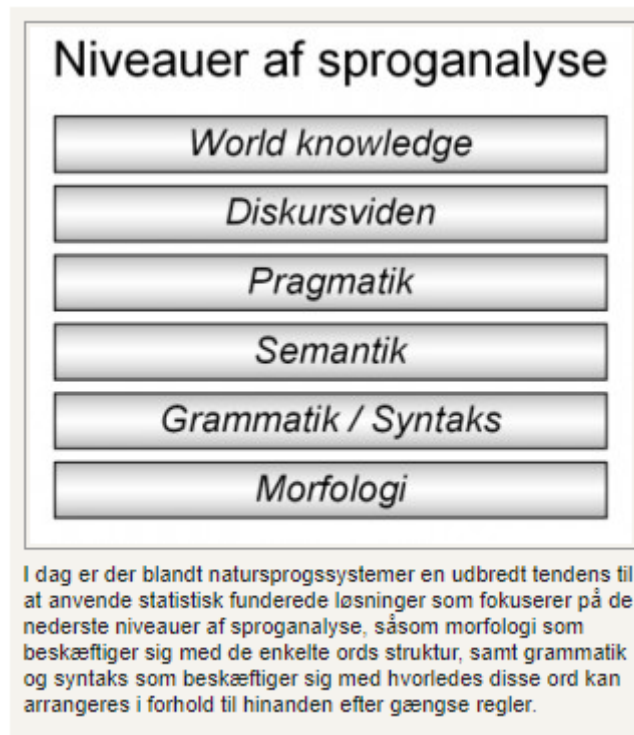 Niveauer af sproganalyse
World knowledge
Diskursviden
Pragmatik
Semantik
Grammatik / Syntaks
Morfologi
I dag er der blandt natursprogssystemer en udbredt tendens til
at anvende statistisk funderede løsninger som fokuserer på de
nederste niveauer af sproganalyse, såsom morfologi som
beskæftiger sig med de enkelte ords struktur, samt grammatik
og syntaks som beskæftiger sig med hvorledes disse ord kan
arrangeres i forhold til hinanden efter gængse regler.